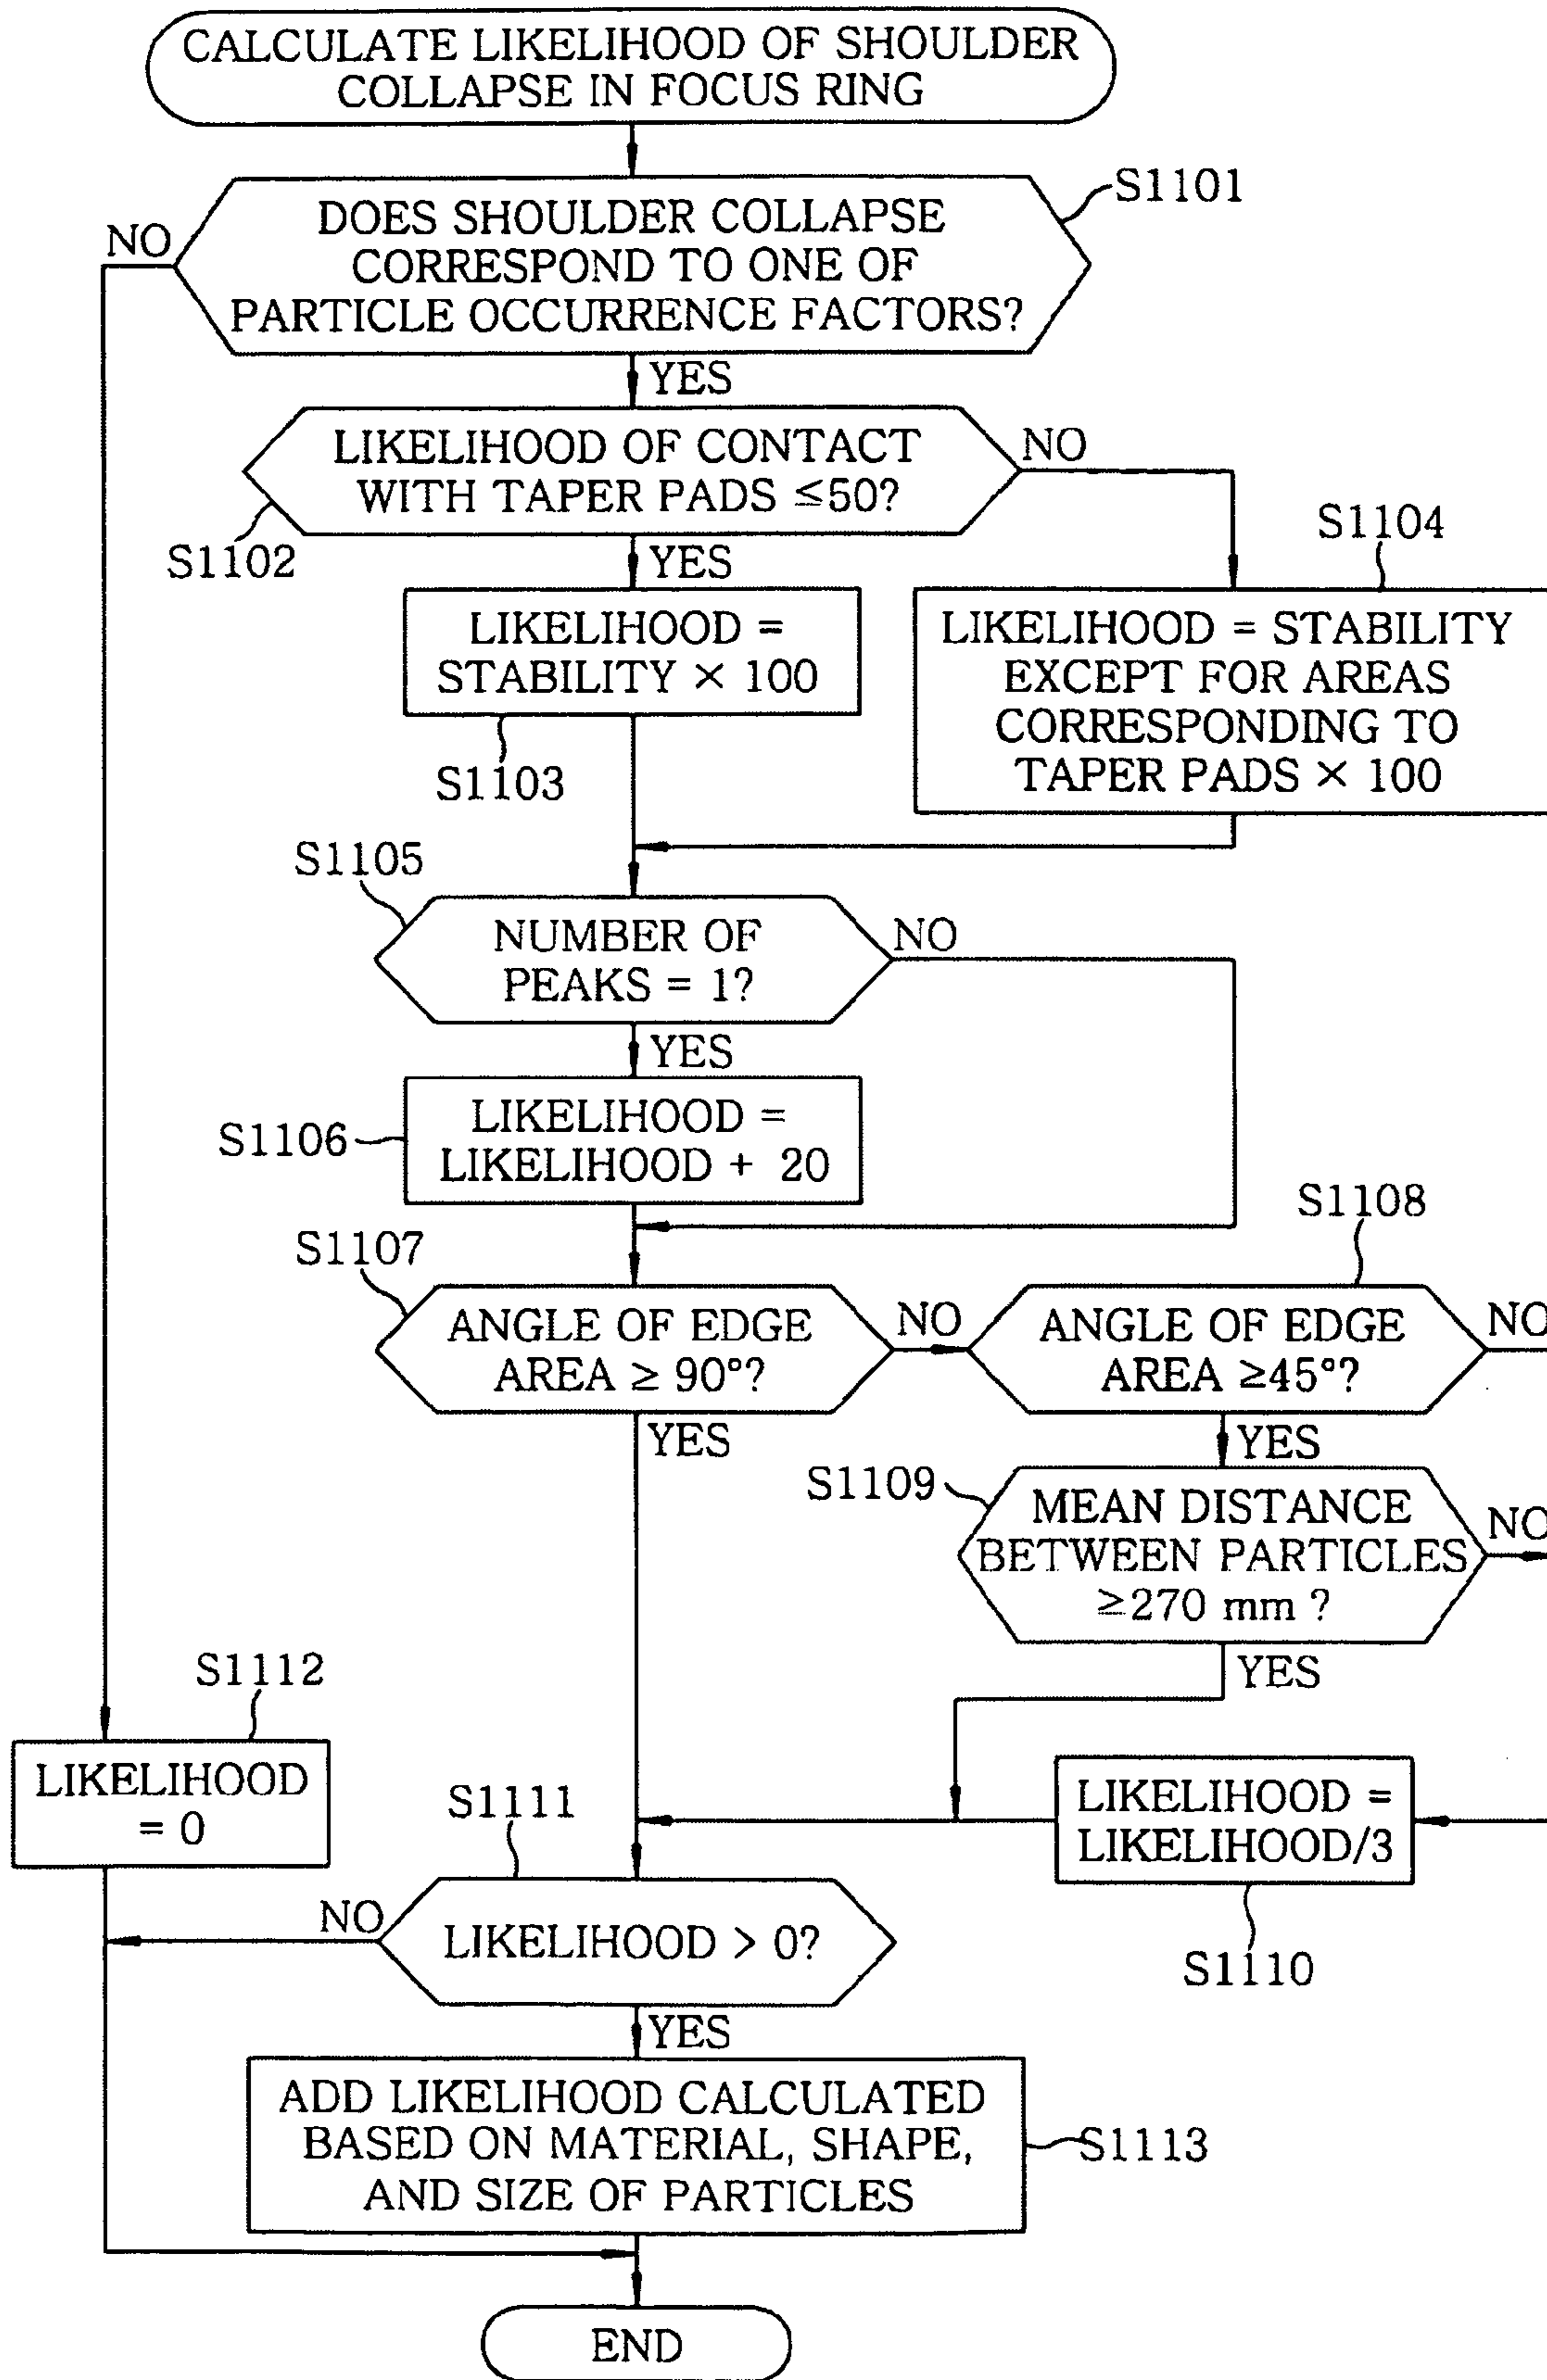 CALCULATE LIKELIHOOD OF SHOULDER
COLLAPSE IN FOCUS RING
S1101
DOES SHOULDER COLLAPSE
CORRESPOND TO ONE OF
PARTICLE OCCURRENCE FACTORS?
NO
YES
LIKELIHOOD OF CONTACT
WITH TAPER PADS ≤50?
NO
S1102
YES
S1104
LIKELIHOOD =
STABILITY × 100
S1103
LIKELIHOOD = STABILITY
EXCEPT FOR AREAS
CORRESPONDING TO
TAPER PADS × 100
S1105
NUMBER OF
PEAKS = 1?
NO
YES
S1106
LIKELIHOOD =
LIKELIHOOD + 20
S1107
ANGLE OF EDGE
AREA ≥ 90°?
NO
YES
S1108
ANGLE OF EDGE
AREA ≥45°?
NO
YES
S1109
MEAN DISTANCE
BETWEEN PARTICLES
≥270 mm ?
NO
YES
S1112
LIKELIHOOD
= 0
LIKELIHOOD =
LIKELIHOOD/3
S1110
S1111
LIKELIHOOD > 0?
NO
YES
ADD LIKELIHOOD CALCULATED
BASED ON MATERIAL, SHAPE,
AND SIZE OF PARTICLES
S1113
END